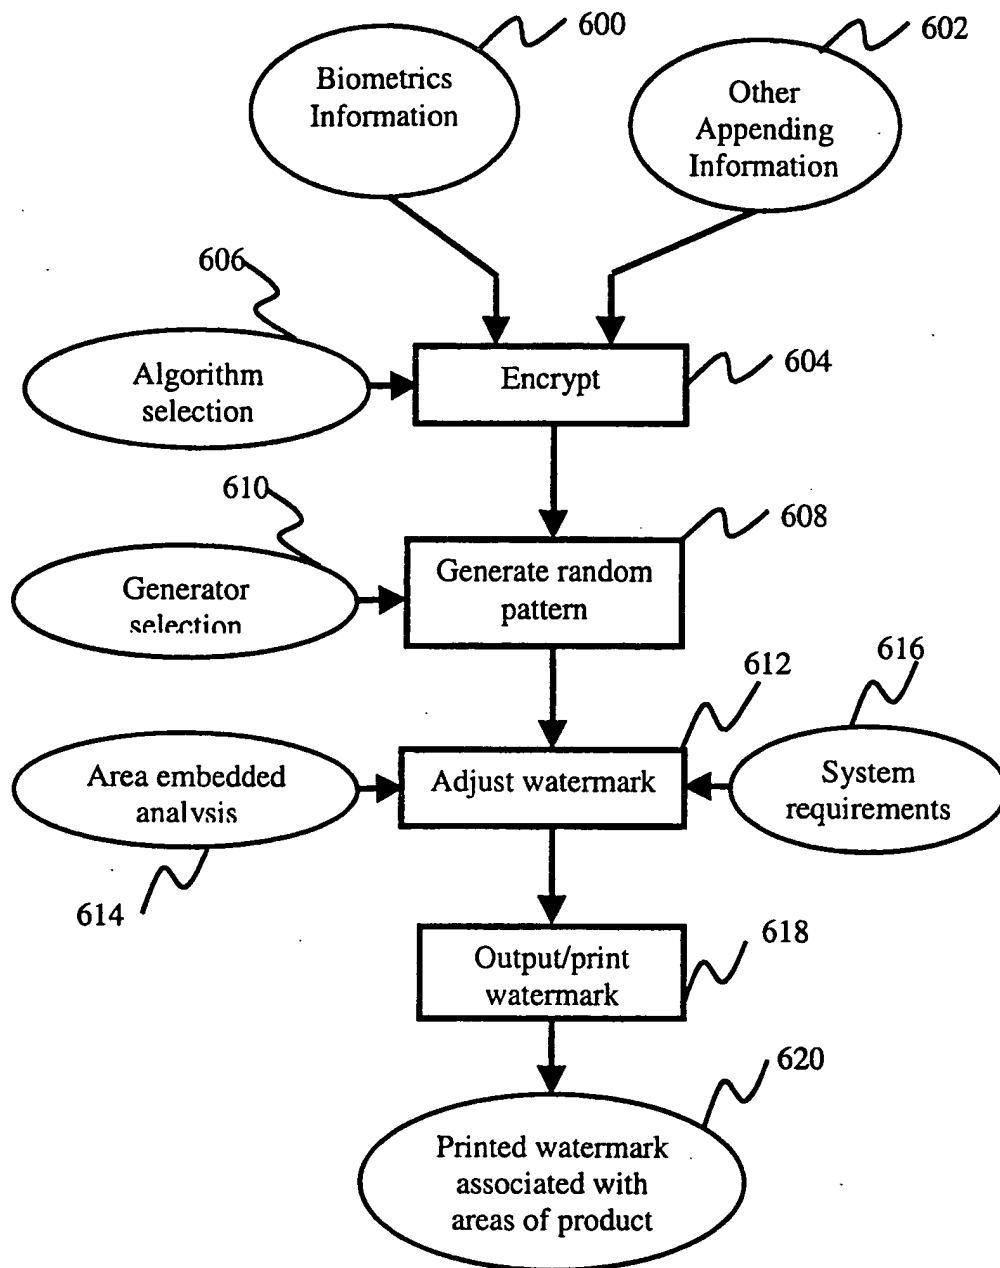 600
602
Biometrics
Information
Other
Appending
Information
606
Algorithm
selection
Encrypt
604
610
608
Generator
selection
Generate random
pattern
612
616
Area embedded
analysis
Adjust watermark
System
requirements
614
618
Output/print
watermark
620
Printed watermark
associated with
areas of product